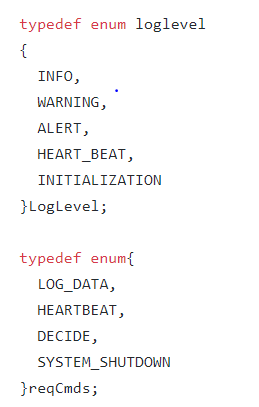 typedef enum loglevel
{
  INFO,
  WARNING,
  ALERT,
  HEART_BEAT,
  INITIALIZATION
}LogLevel;

typedef enum{
  LOG_DATA,
  HEARTBEAT,
  DECIDE,
  SYSTEM_SHUTDOWN
}reqCmds;